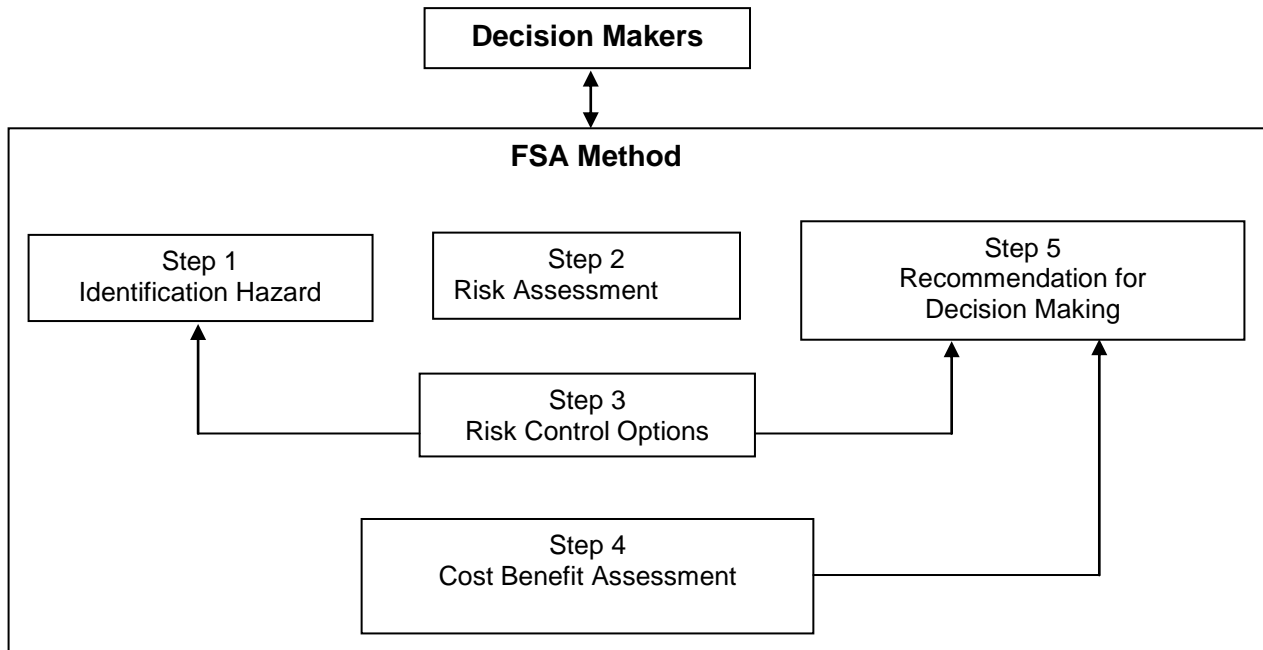 Decision Makers
FSA Method
Step 1
Identification Hazard
Step 2
Risk Assessment
Step 5
Recommendation for
Decision Making
Step 3
Risk Control Options
Step 4
Cost Benefit Assessment